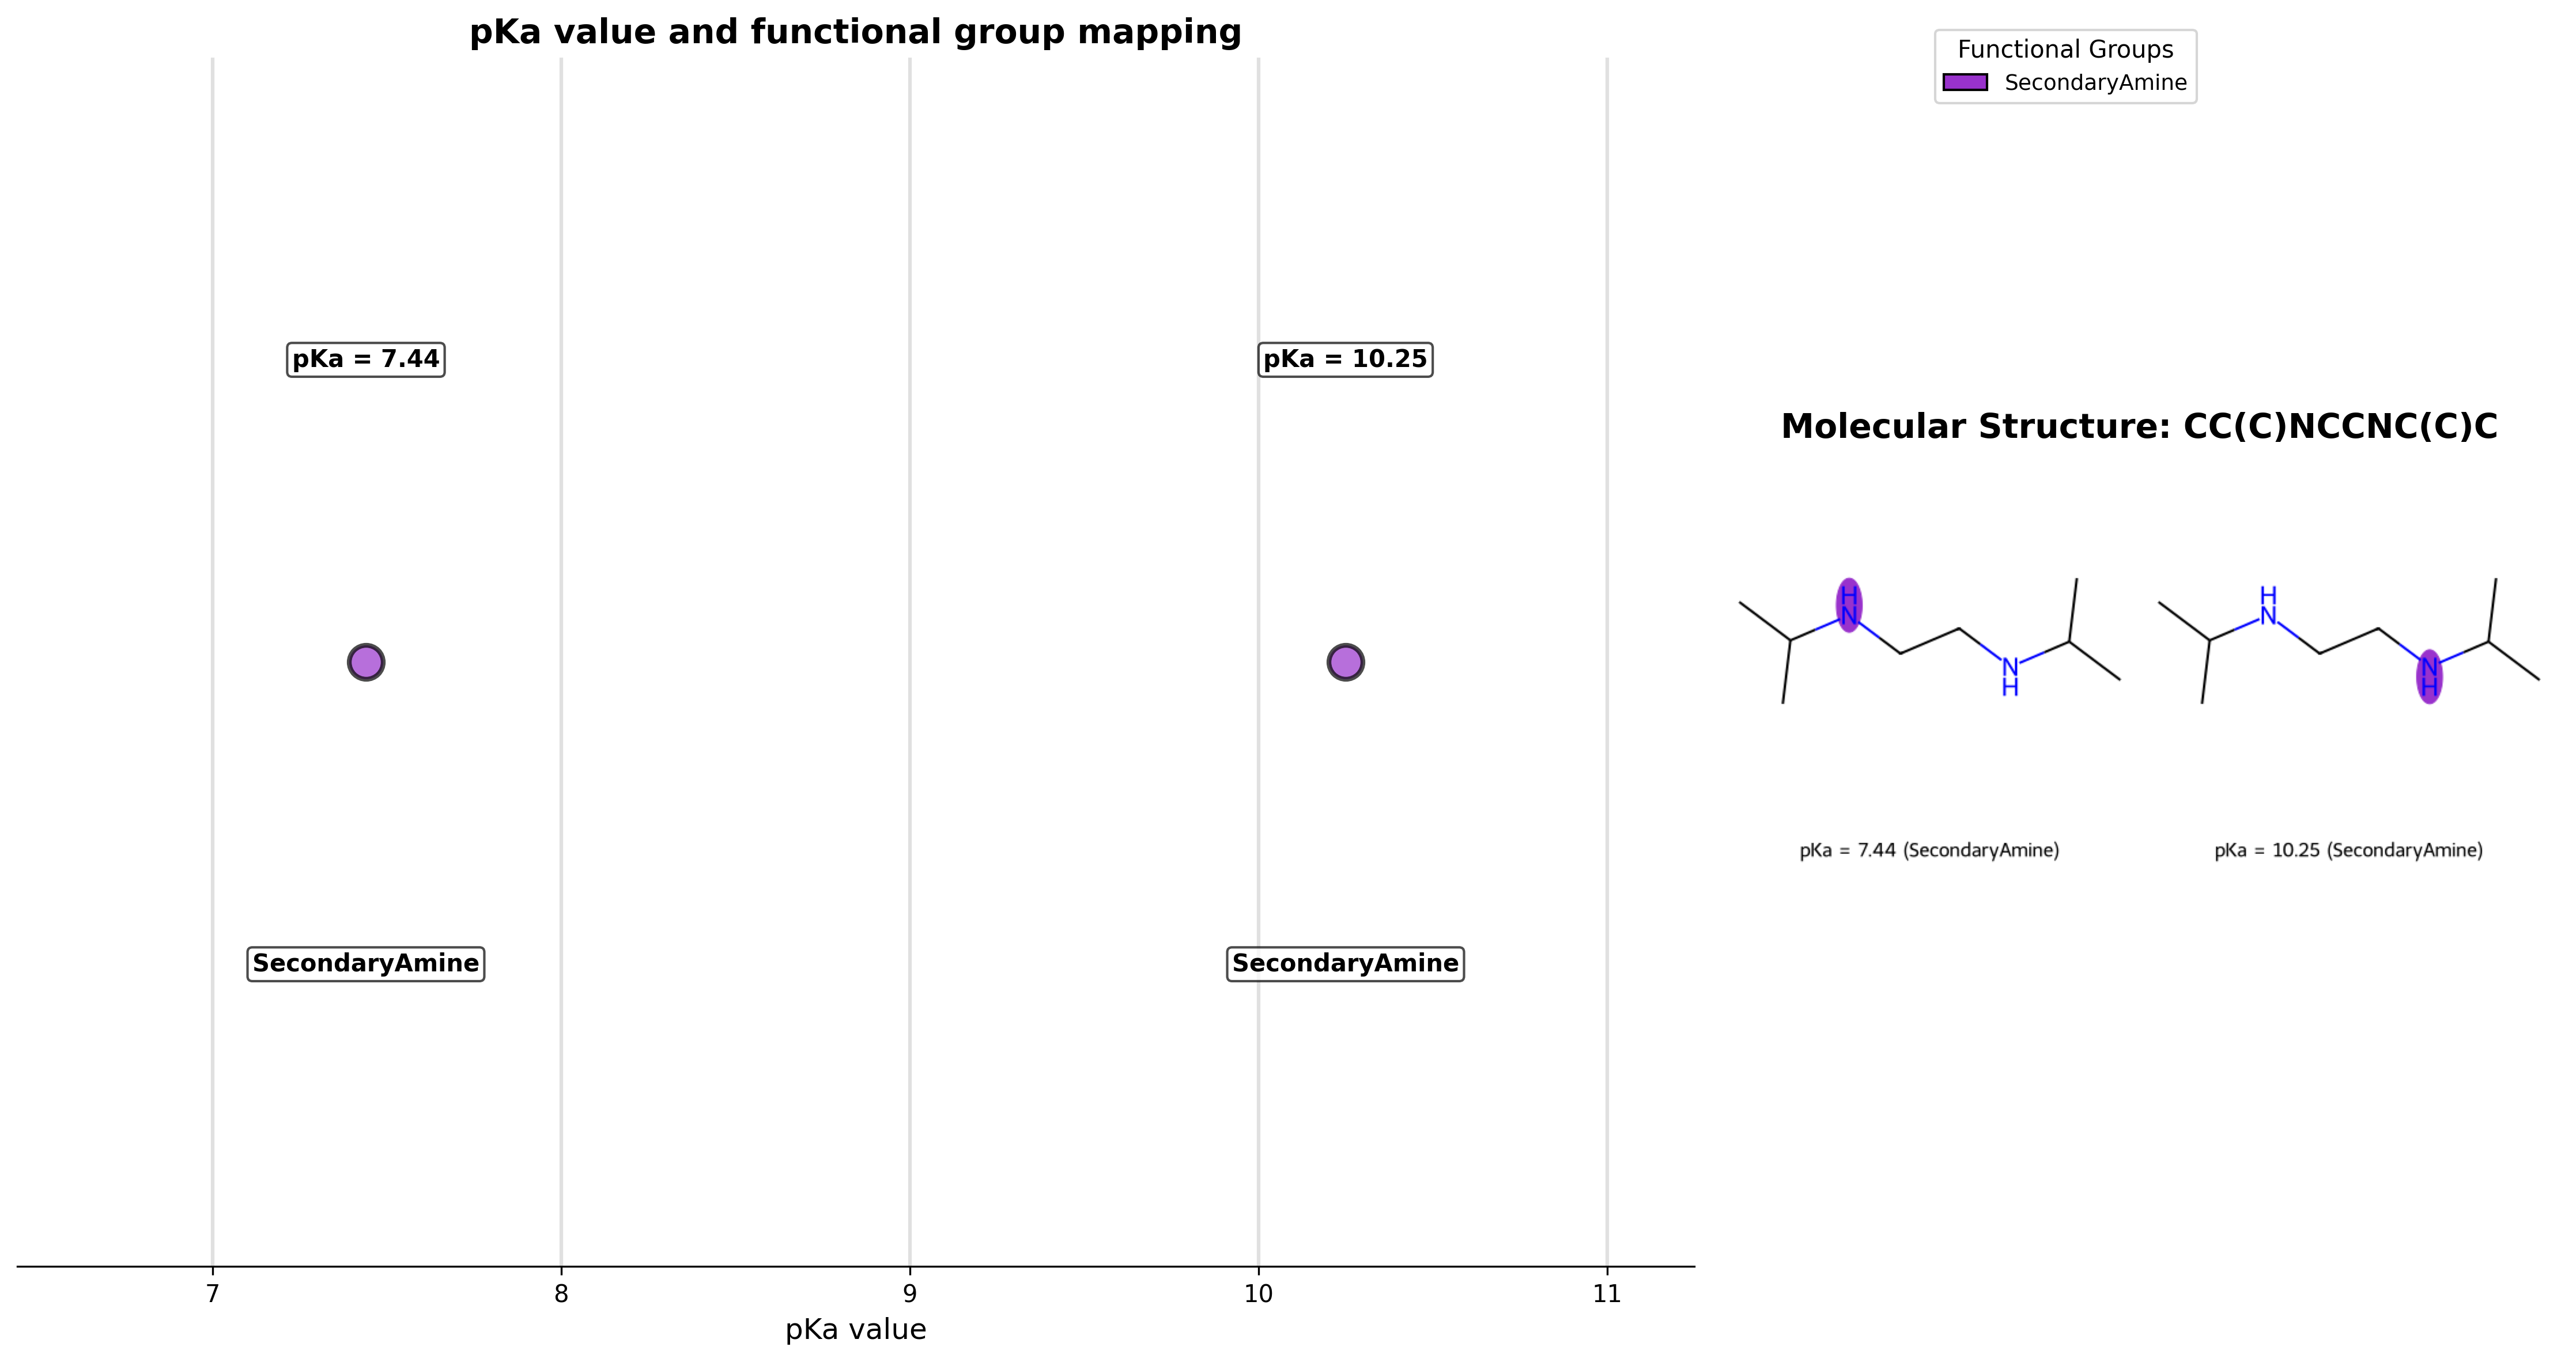 pKa value and functional group mapping
pKa = 7.44
pKa = 10.25
SecondaryAmine
SecondaryAmine
7
8
9
10
11
pKa value
Functional Groups
SecondaryAmine
Molecular Structure: CC(C)NCCNC(C)C
H
N
N
H
H
N
N
H
pKa = 7.44 (SecondaryAmine)
pKa = 10.25 (SecondaryAmine)